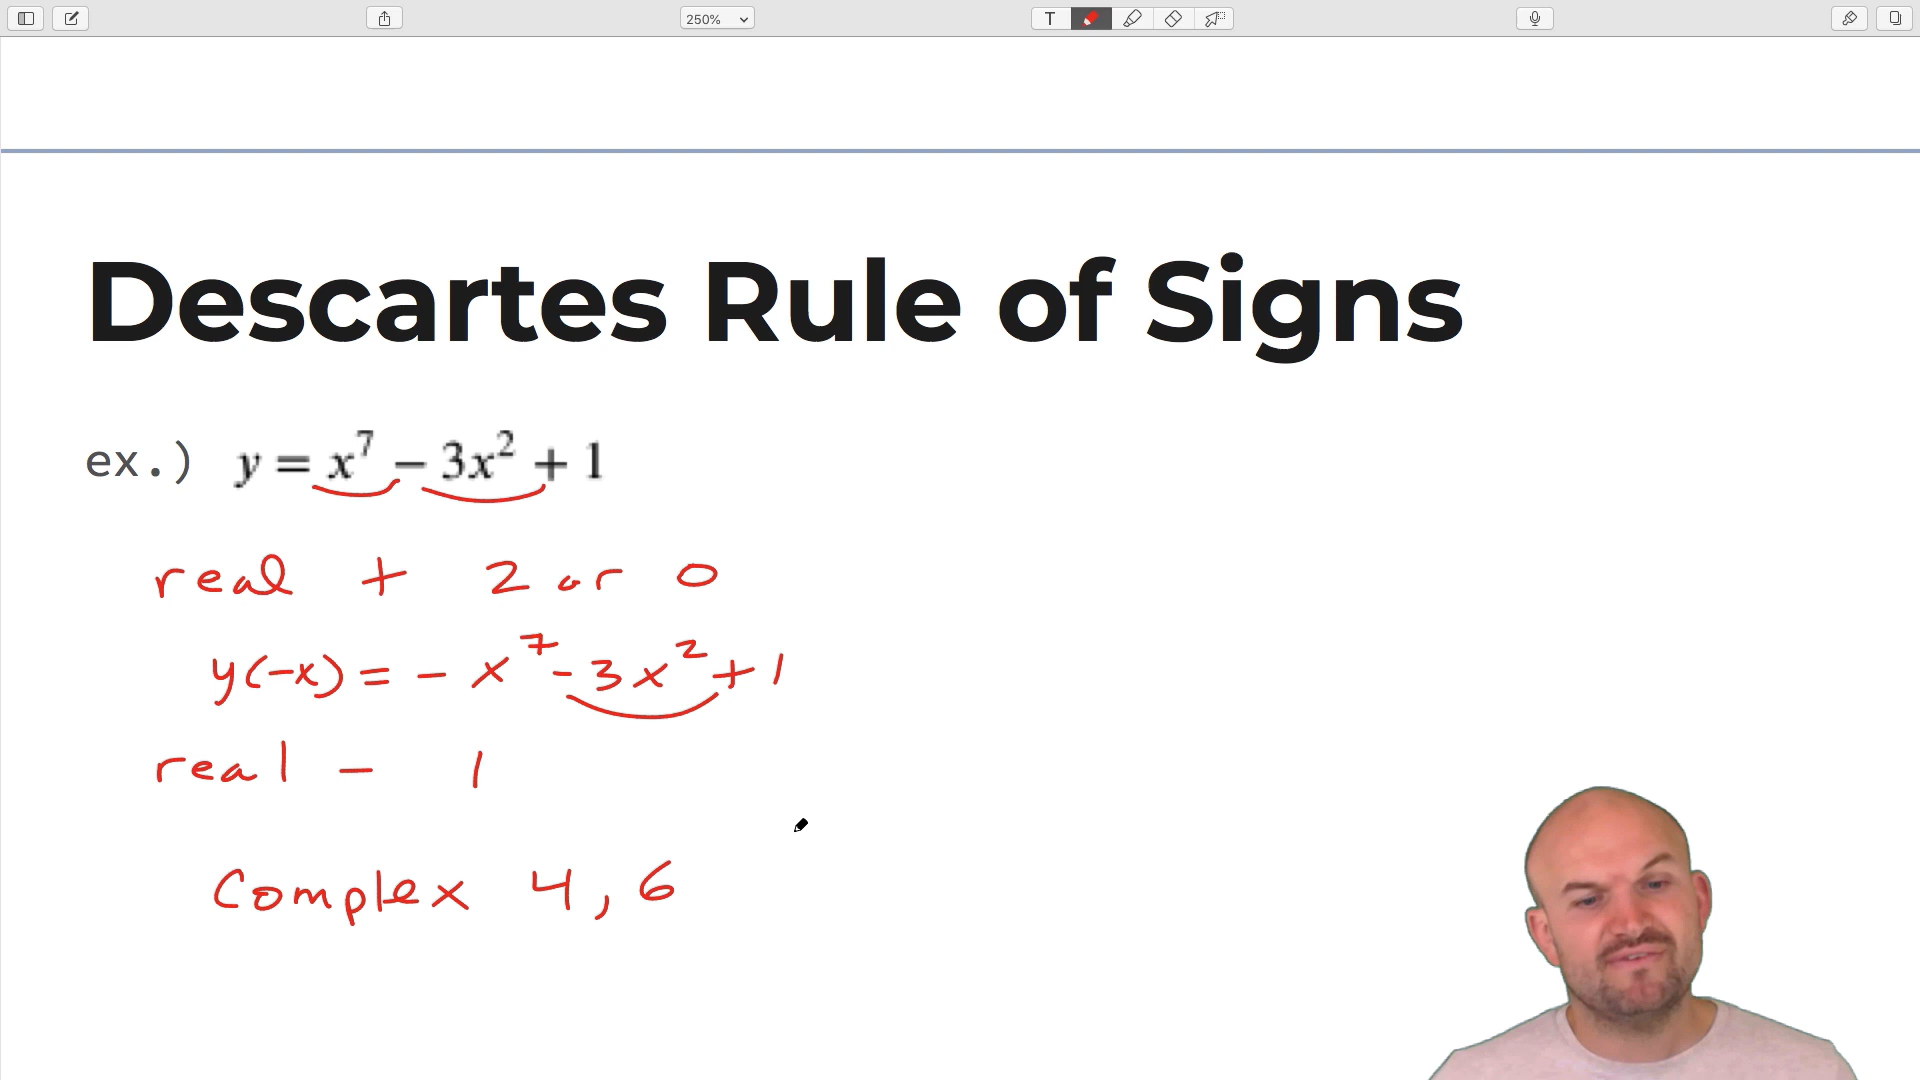 250%
T
Descartes Rule of Signs
ex.) y = x⁷ − 3x² + 1
real + 2 or 0
y(-x) = - x⁷ - 3x² + 1
real - 1
Complex 4, 6